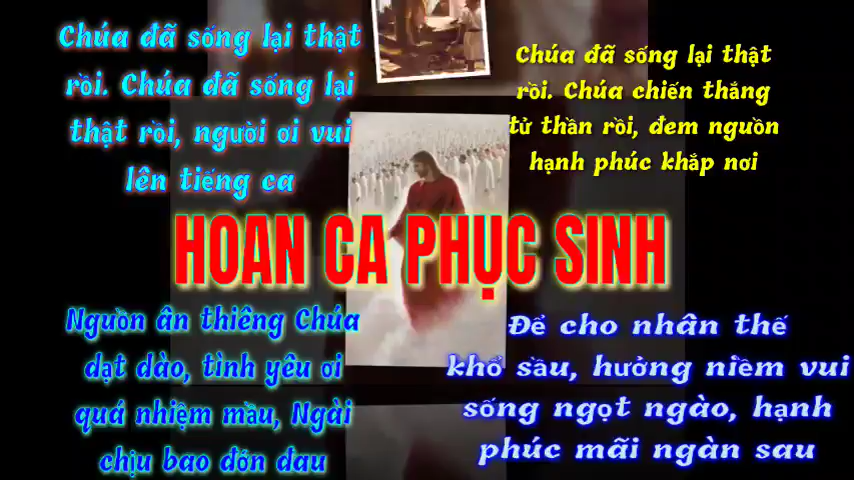 Chúa đã sống lại thật
rồi. Chúa đã sống lại
thật rồi, người ơi vui
lên tiếng ca
Chúa đã sống lại thật
rồi. Chúa chiến thắng
tử thần rồi, đem nguồn
hạnh phúc khắp nơi
HOAN CA PHỤC SINH
Nguồn ân thiêng Chúa
dạt dào, tình yêu ơi
quá nhiệm mầu, Ngài
chịu bao đớn đau
Để cho nhân thế
khổ sầu, hưởng niềm vui
sống ngọt ngào, hạnh
phúc mãi ngàn sau